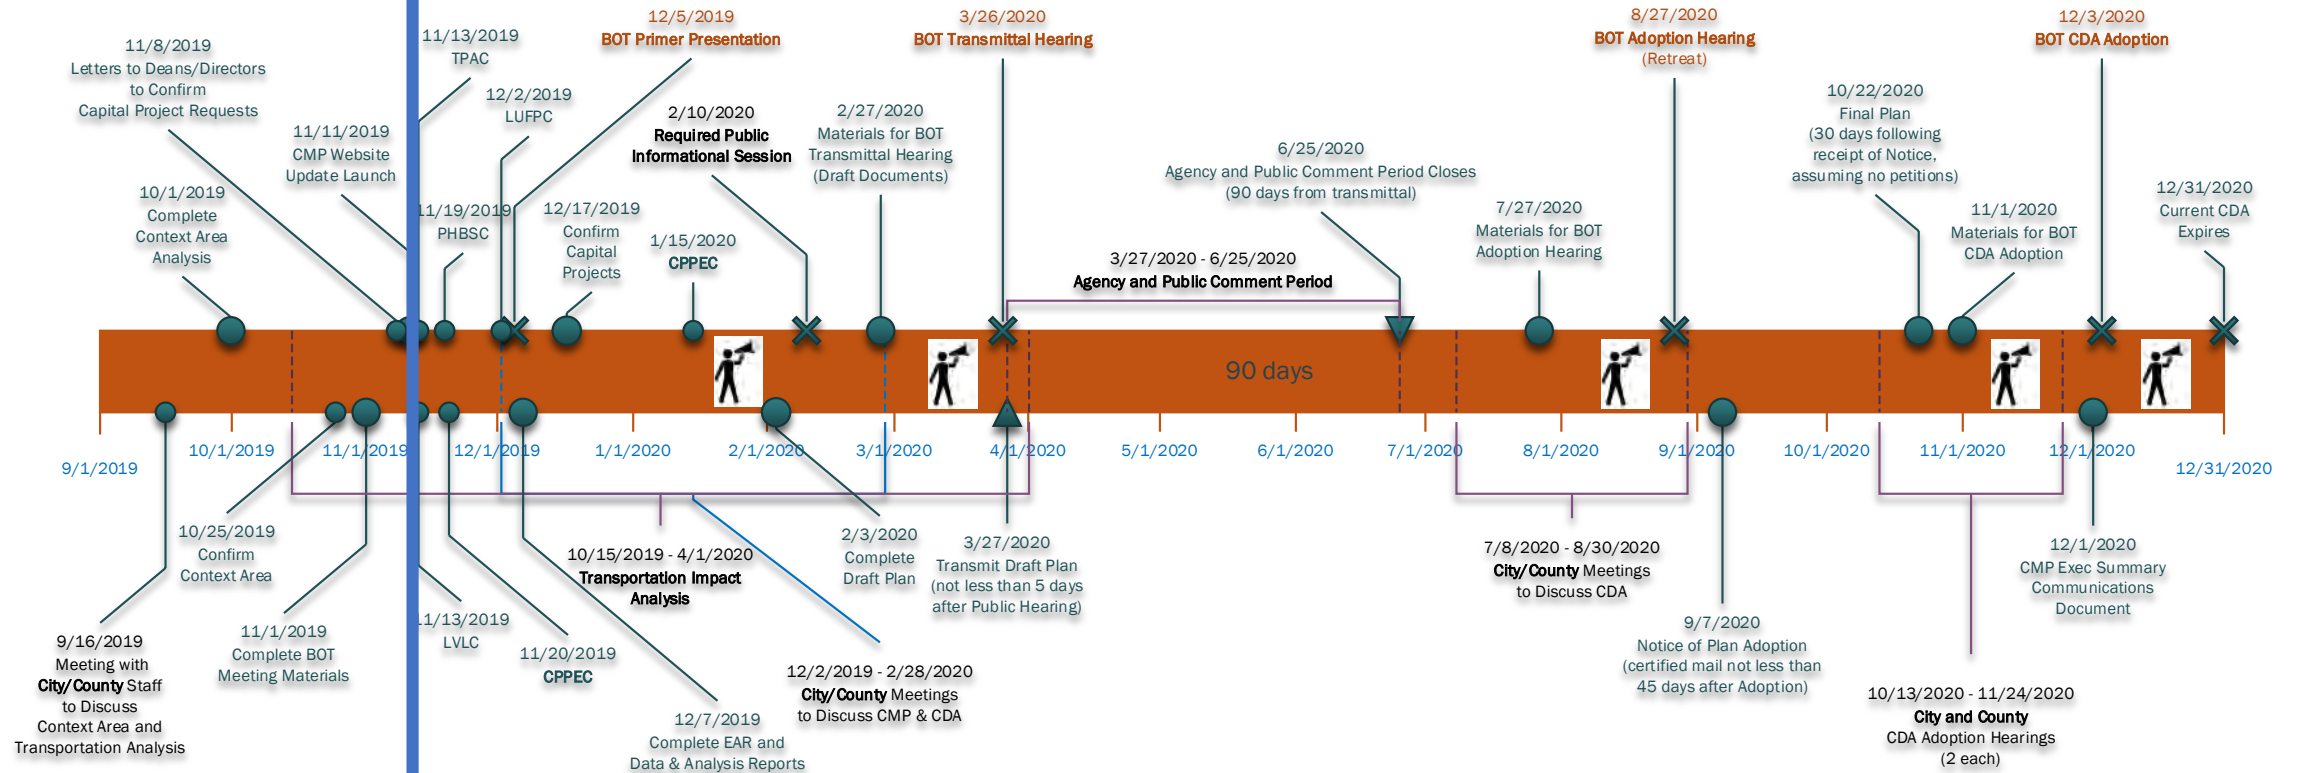 11/8/2019
Letters to Deans/Directors
to Confirm
Capital Project Requests
11/11/2019
CMP Website
Update Launch
10/1/2019
Complete
Context Area
Analysis
11/13/2019
TPAC
12/2/2019
LUFPC
11/19/2019
PHBSC
12/5/2019
BOT Primer Presentation
12/17/2019
Confirm
Capital
Projects
2/10/2020
Required Public
Informational Session
1/15/2020
CPPEC
2/27/2020
Materials for BOT
Transmittal Hearing
(Draft Documents)
3/26/2020
BOT Transmittal Hearing
3/27/2020 - 6/25/2020
Agency and Public Comment Period
6/25/2020
Agency and Public Comment Period Closes
(90 days from transmittal)
7/27/2020
Materials for BOT
Adoption Hearing
8/27/2020
BOT Adoption Hearing
(Retreat)
10/22/2020
Final Plan
(30 days following
receipt of Notice,
assuming no petitions)
11/1/2020
Materials for BOT
CDA Adoption
12/3/2020
BOT CDA Adoption
12/31/2020
Current CDA
Expires
90 days
9/1/2019
10/1/2019
11/1/2019
12/1/2019
1/1/2020
2/1/2020
3/1/2020
4/1/2020
5/1/2020
6/1/2020
7/1/2020
8/1/2020
9/1/2020
10/1/2020
11/1/2020
12/1/2020
12/31/2020
9/16/2019
Meeting with
City/County Staff
to Discuss
Context Area and
Transportation Analysis
10/25/2019
Confirm
Context Area
11/1/2019
Complete BOT
Meeting Materials
11/13/2019
LVLC
11/20/2019
CPPEC
10/15/2019 - 4/1/2020
Transportation Impact
Analysis
12/7/2019
Complete EAR and
Data & Analysis Reports
12/2/2019 - 2/28/2020
City/County Meetings
to Discuss CMP & CDA
2/3/2020
Complete
Draft Plan
3/27/2020
Transmit Draft Plan
(not less than 5 days
after Public Hearing)
7/8/2020 - 8/30/2020
City/County Meetings
to Discuss CDA
9/7/2020
Notice of Plan Adoption
(certified mail not less than
45 days after Adoption)
10/13/2020 - 11/24/2020
City and County
CDA Adoption Hearings
(2 each)
12/1/2020
CMP Exec Summary
Communications
Document